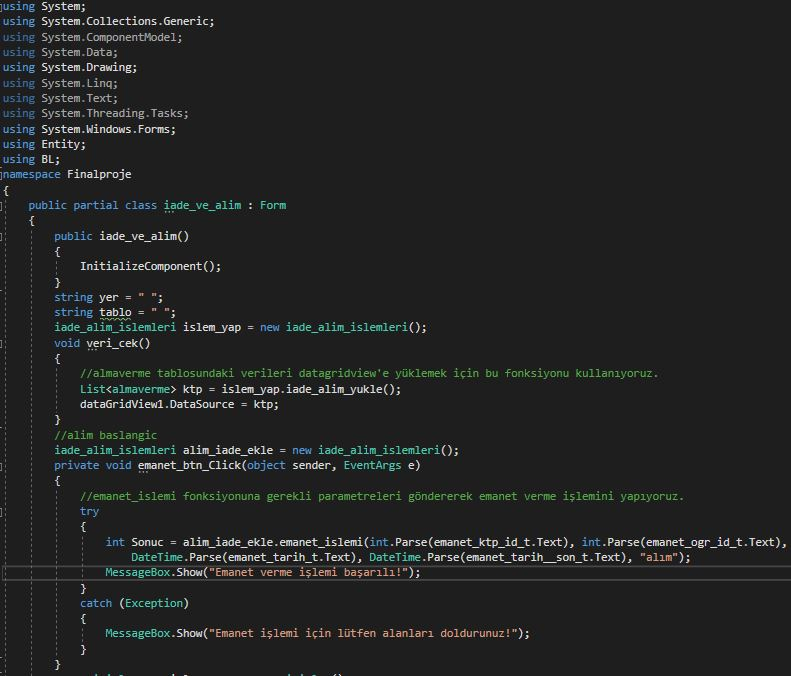 using System;
using System.Collections.Generic;
using System.ComponentModel;
using System.Data;
using System.Drawing;
using System.Linq;
using System.Text;
using System.Threading.Tasks;
using System.Windows.Forms;
using Entity;
using BL;
namespace Finalproje
{
public partial class iade_ve_alim : Form
{
public iade_ve_alim()
{
InitializeComponent();
}
string yer = " ";
string tablo = " ";
iade_alim_islemleri islem_yap = new iade_alim_islemleri();
void veri_cek()
{
//almaverme tablosundaki verileri datagridview'e yüklemek için bu fonksiyonu kullanıyoruz.
List<almaverme> ktp = islem_yap.iade_alim_yukle();
dataGridView1.DataSource = ktp;
}
//alim baslangic
iade_alim_islemleri alim_iade_ekle = new iade_alim_islemleri();
private void emanet_btn_Click(object sender, EventArgs e)
{
//emanet_islemi fonksiyonuna gerekli parametreleri göndererek emanet verme işlemini yapıyoruz.
try
{
int Sonuc = alim_iade_ekle.emanet_islemi(int.Parse(emanet_ktp_id_t.Text), int.Parse(emanet_ogr_id_t.Text),
DateTime.Parse(emanet_tarih_t.Text), DateTime.Parse(emanet_tarih__son_t.Text), "alım");
MessageBox.Show("Emanet verme işlemi başarılı!");
}
catch (Exception)
{
MessageBox.Show("Emanet işlemi için lütfen alanları doldurunuz!");
}
}